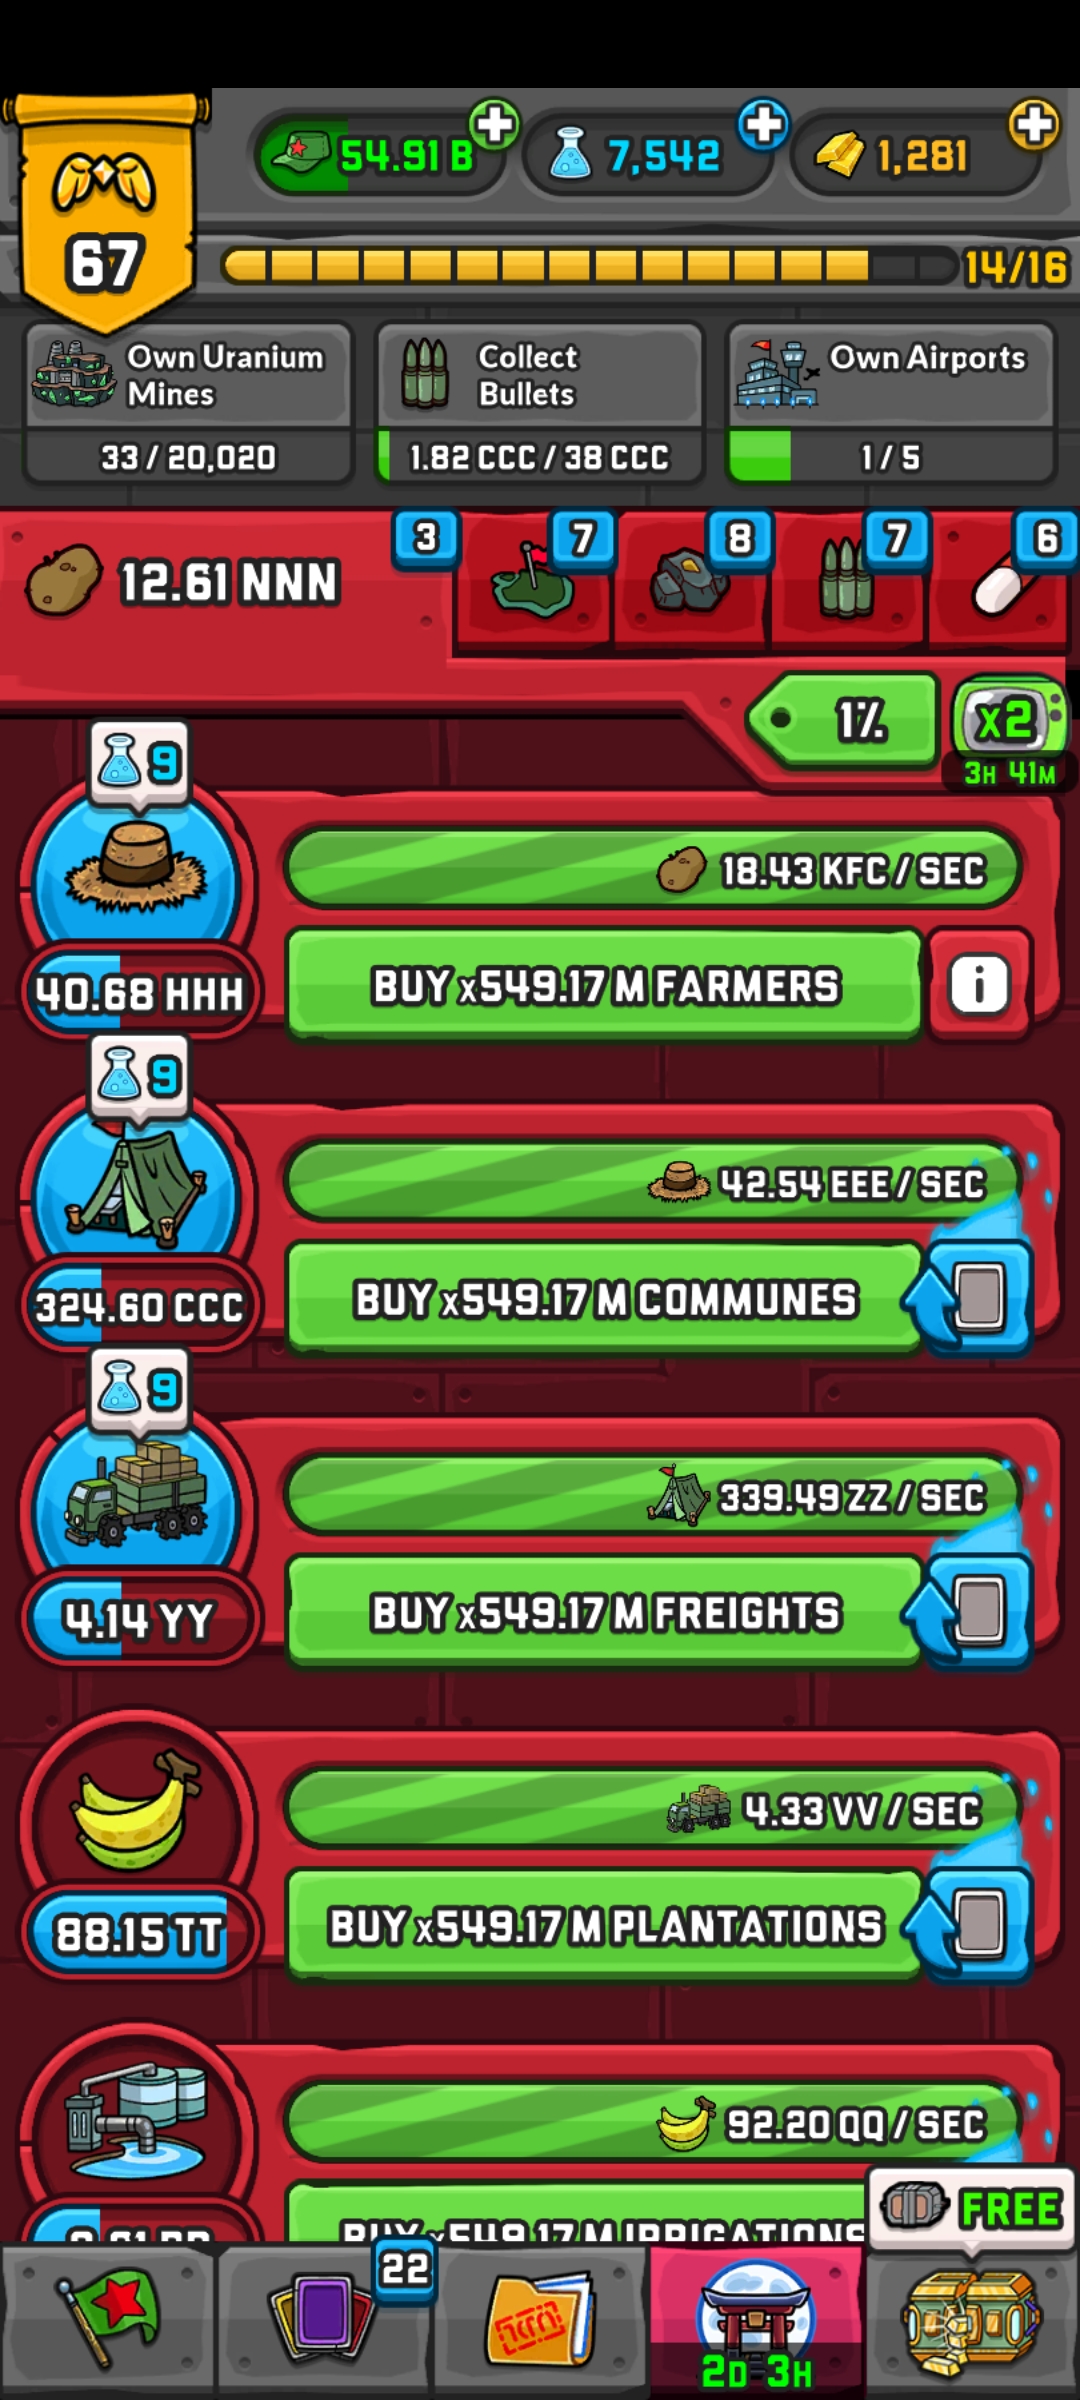 54.91 B
7,542
1,281
67
14/16
Own Uranium
Mines
33 / 20,020
Collect
Bullets
1.82 CCC / 38 CCC
Own Airports
1 / 5
12.61 NNN
3
7
8
7
6
1%
x2
3H 41M
9
18.43 KFC / SEC
40.68 HHH
BUY x549.17 M FARMERS
i
9
42.54 EEE / SEC
324.60 CCC
BUY x549.17 M COMMUNES
9
339.49 ZZ / SEC
4.14 YY
BUY x549.17 M FREIGHTS
4.33 VV / SEC
88.15 TT
BUY x549.17 M PLANTATIONS
92.20 QQ / SEC
BUY x549.17 M IRRIGATIONS
FREE
22
2D 3H